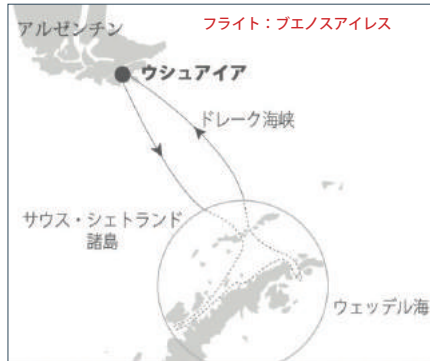 フライト：ブエノスアイレス
アルゼンチン
ウシュアイア
ドレーク海峡
サウス・シェトランド
諸島
ウェッデル海